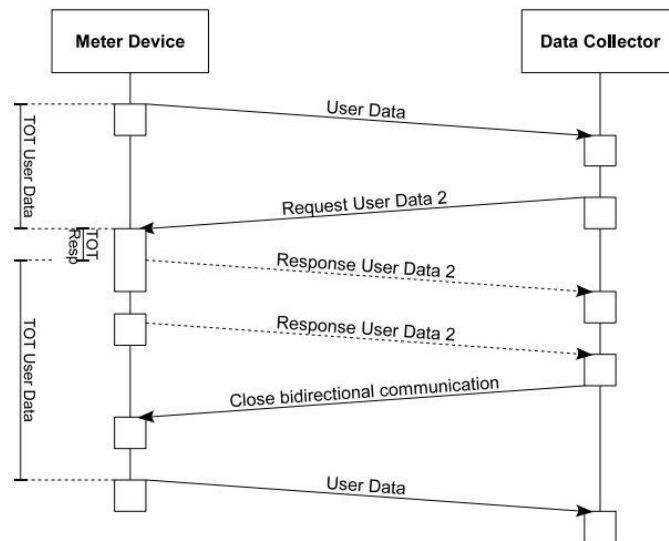 Meter Device
Data Collector
User Data
TOT User Data
Request User Data 2
TOT
Resp
Response User Data 2
TOT User Data
Response User Data 2
Close bidirectional communication
User Data